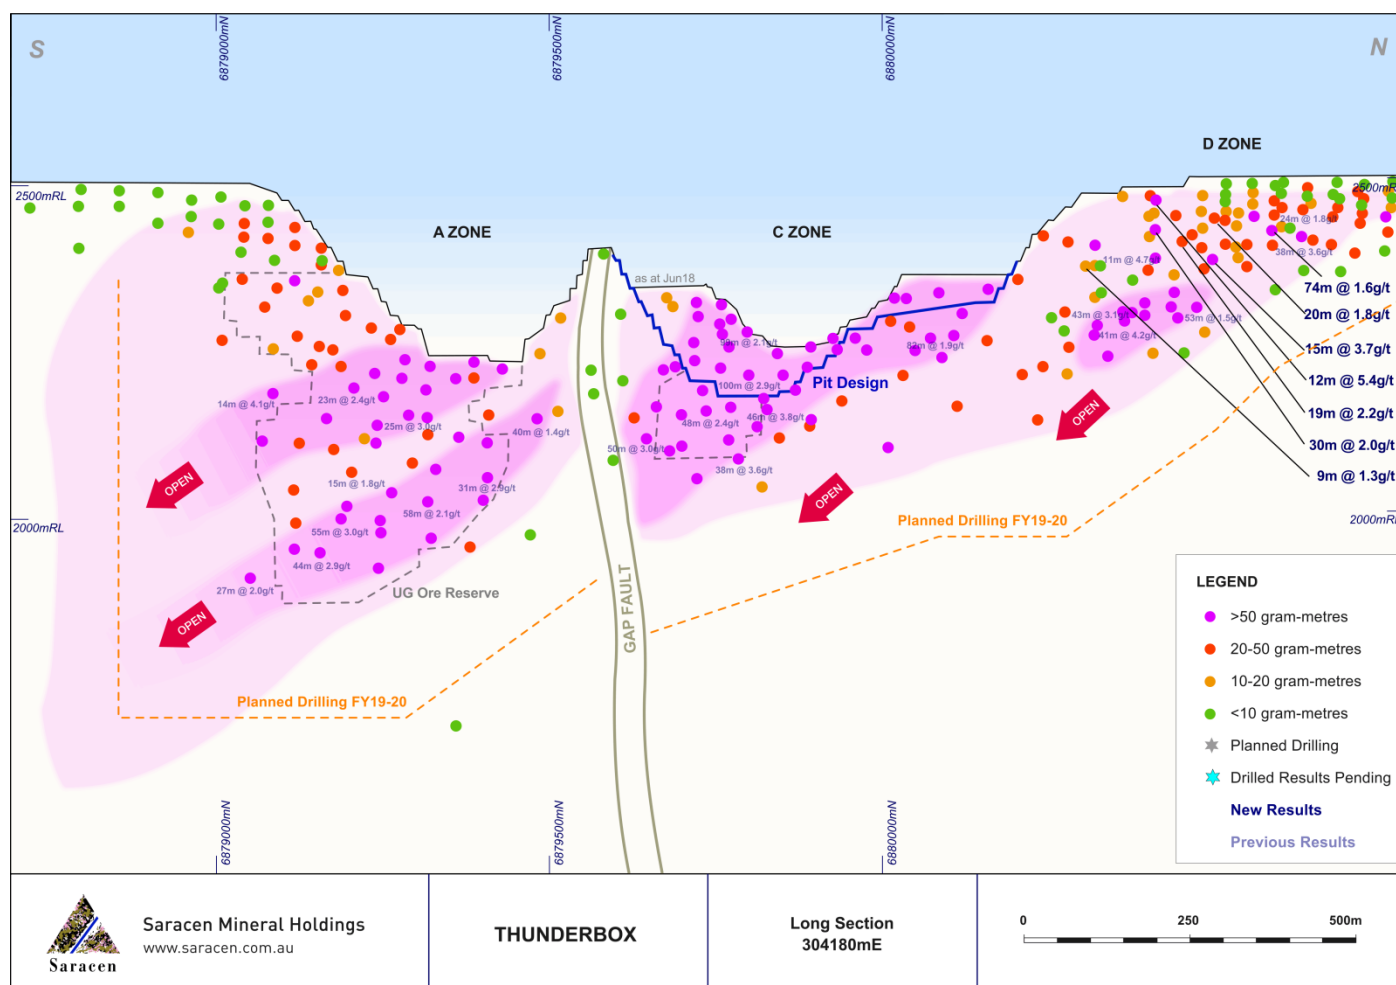 S
N
6879000mN
6879500mN
6880000mN
D ZONE
2500mRL
2500mRL
A ZONE
C ZONE
as at Jun18
24m @ 1.8g/t
38m @ 3.6g/t
11m @ 4.7g/t
74m @ 1.6g/t
20m @ 1.8g/t
43m @ 3.1g/t
53m @ 1.5g/t
41m @ 4.2g/t
15m @ 3.7g/t
98m @ 2.1g/t
82m @ 1.9g/t
12m @ 5.4g/t
Pit Design
100m @ 2.9g/t
14m @ 4.1g/t
23m @ 2.4g/t
19m @ 2.2g/t
46m @ 3.8g/t
48m @ 2.4g/t
25m @ 3.0g/t
40m @ 1.4g/t
30m @ 2.0g/t
50m @ 3.0g/t
38m @ 3.6g/t
9m @ 1.3g/t
15m @ 1.8g/t
31m @ 2.9g/t
OPEN
OPEN
OPEN
58m @ 2.1g/t
2000mRL
2000mRL
Planned Drilling FY19-20
55m @ 3.0g/t
44m @ 2.9g/t
27m @ 2.0g/t
UG Ore Reserve
OPEN
GAP FAULT
Planned Drilling FY19-20
LEGEND
>50 gram-metres
20-50 gram-metres
10-20 gram-metres
<10 gram-metres
Planned Drilling
Drilled Results Pending
New Results
Previous Results
6879000mN
6879500mN
6880000mN
Saracen
Saracen Mineral Holdings
www.saracen.com.au
THUNDERBOX
Long Section
304180mE
0
250
500m